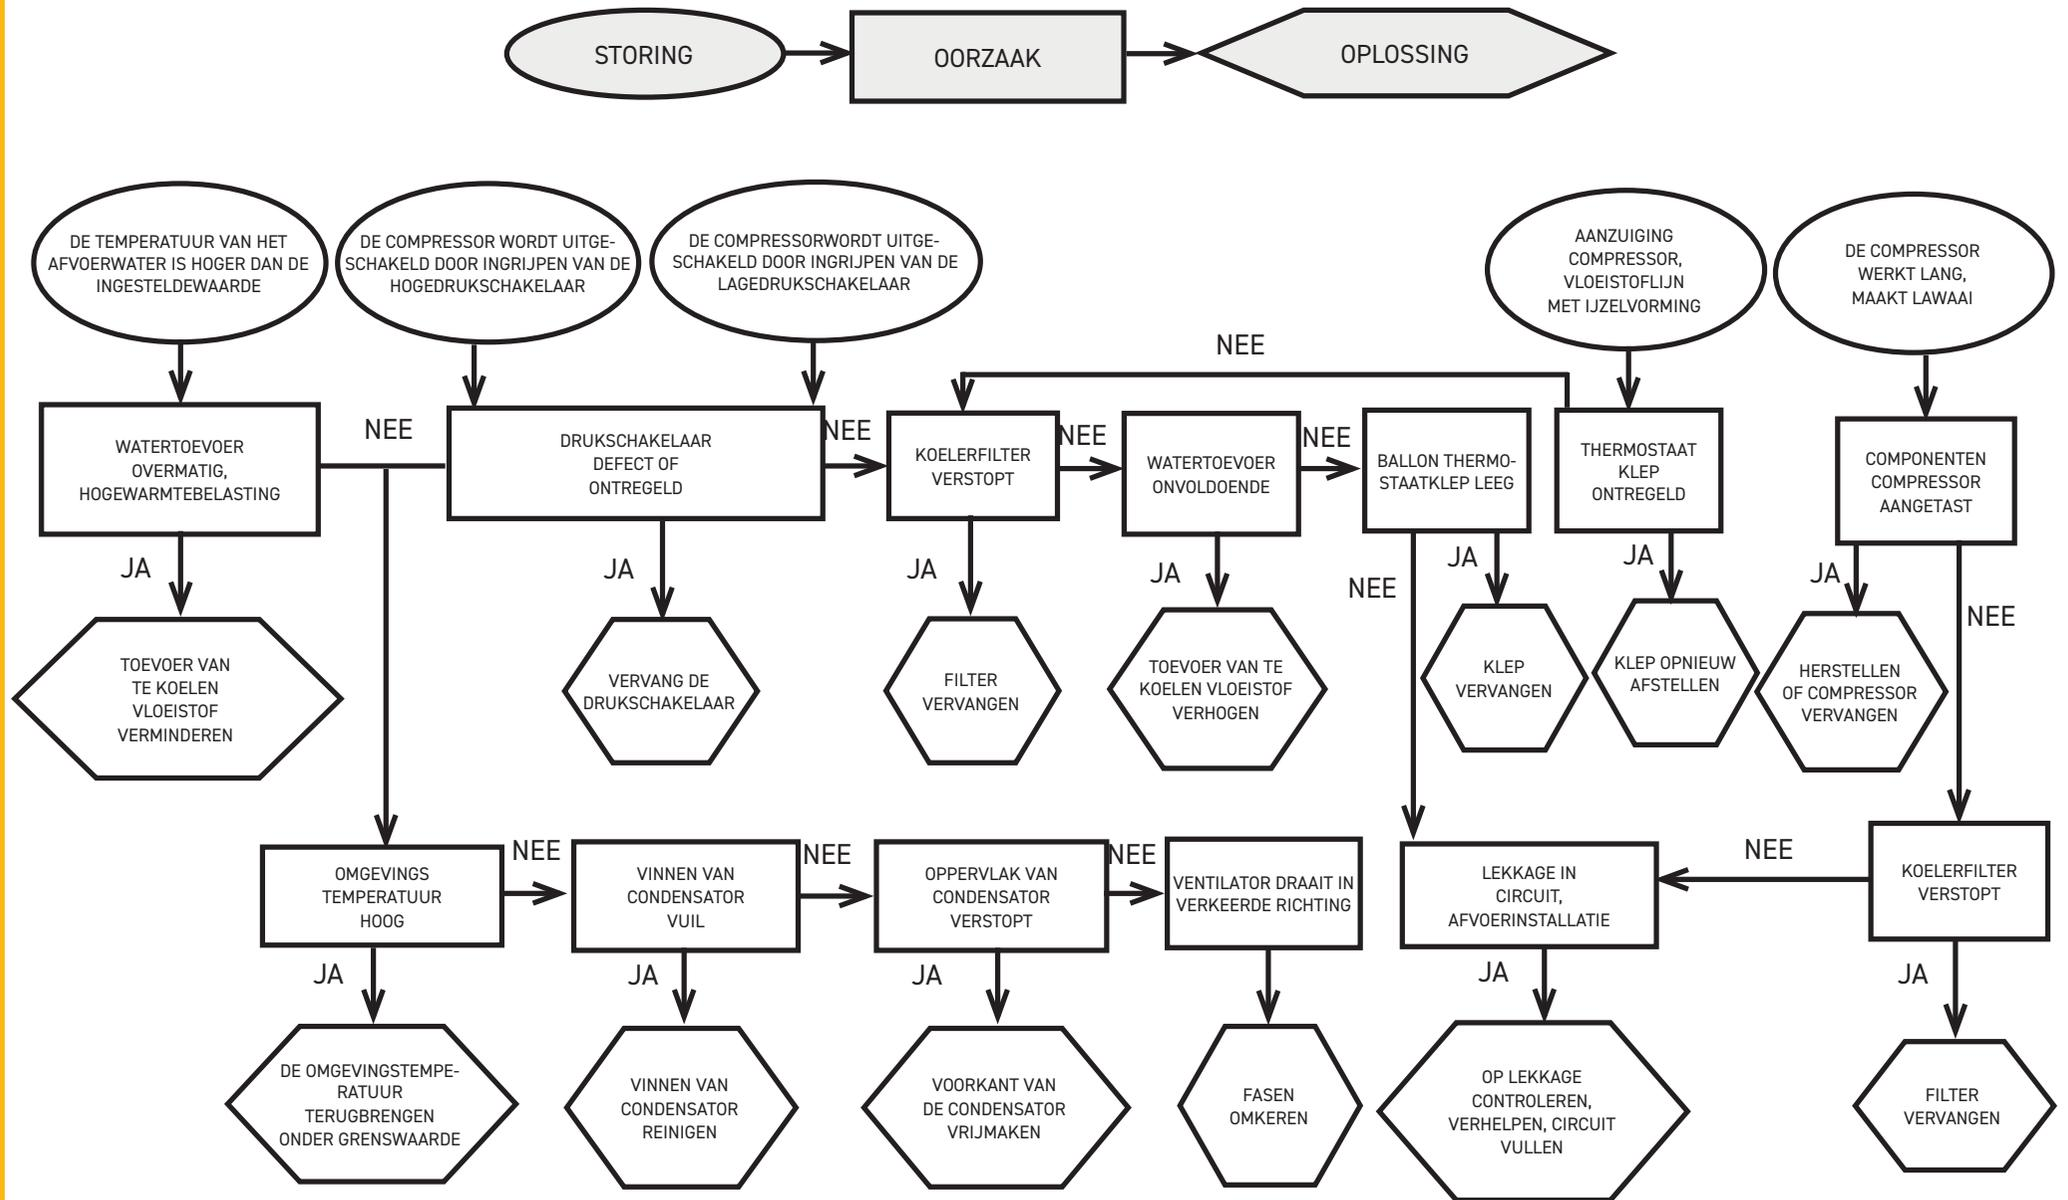 STORING
OORZAAK
OPLOSSING
DE TEMPERATUUR VAN HET
AFVOERWATER IS HOGER DAN DE
INGESTELDEWAARDE
DE COMPRESSOR WORDT UITGE-
SCHAKELD DOOR INGRIJPEN VAN DE
HOGEDRUKSCHAKELAAR
DE COMPRESSORWORDT UITGE-
SCHAKELD DOOR INGRIJPEN VAN DE
LAGEDRUKSCHAKELAAR
AANZUIGING
COMPRESSOR,
VLOEISTOFLIJN
MET IJZELVORMING
DE COMPRESSOR
WERKT LANG,
MAAKT LAWAAI
NEE
WATERTOEVOER
OVERMATIG,
HOGEWARMTEBELASTING
NEE
DRUKSCHAKELAAR
DEFECT OF
ONTREGELD
NEE
KOELERFILTER
VERSTOPT
NEE
WATERTOEVOER
ONVOLDOENDE
NEE
BALLON THERMO-
STAATKLEP LEEG
THERMOSTAAT
KLEP
ONTREGELD
COMPONENTEN
COMPRESSOR
AANGETAST
JA
JA
JA
JA
NEE
JA
JA
JA
NEE
TOEVOER VAN
TE KOELEN
VLOEISTOF
VERMINDEREN
VERVANG DE
DRUKSCHAKELAAR
FILTER
VERVANGEN
TOEVOER VAN TE
KOELEN VLOEISTOF
VERHOGEN
KLEP
VERVANGEN
KLEP OPNIEUW
AFSTELLEN
HERSTELLEN
OF COMPRESSOR
VERVANGEN
OMGEVINGS
TEMPERATUUR
HOOG
NEE
VINNEN VAN
CONDENSATOR
VUIL
NEE
OPPERVLAK VAN
CONDENSATOR
VERSTOPT
NEE
VENTILATOR DRAAIT IN
VERKEERDE RICHTING
LEKKAGE IN
CIRCUIT,
AFVOERINSTALLATIE
NEE
KOELERFILTER
VERSTOPT
JA
JA
JA
JA
JA
DE OMGEVINGSTEMPE-
RATUUR
TERUGBRENGEN
ONDER GRENSWAARDE
VINNEN VAN
CONDENSATOR
REINIGEN
VOORKANT VAN
DE CONDENSATOR
VRIJMAKEN
FASEN
OMKEREN
OP LEKKAGE
CONTROLEREN,
VERHELPEN, CIRCUIT
VULLEN
FILTER
VERVANGEN